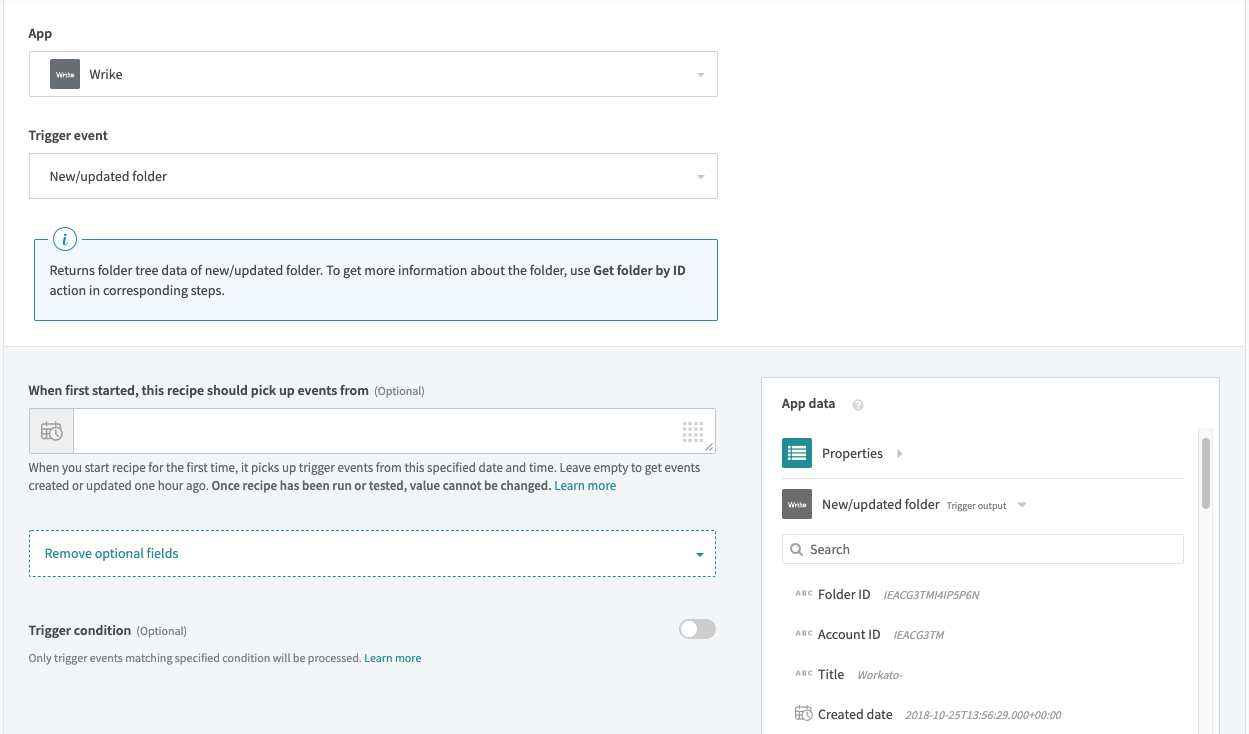 App
Wrike
Wrike
Trigger event
New/updated folder
i
Returns folder tree data of new/updated folder. To get more information about the folder, use Get folder by ID
action in corresponding steps.
When first started, this recipe should pick up events from (Optional)
When you start recipe for the first time, it picks up trigger events from this specified date and time. Leave empty to get events
created or updated one hour ago. Once recipe has been run or tested, value cannot be changed. Learn more
Remove optional fields
Trigger condition (Optional)
Only trigger events matching specified condition will be processed. Learn more
App data ?
Properties
Wrike New/updated folder Trigger output
Search
ABC Folder ID IEACG3TMI4IP5P6N
ABC Account ID IEACG3TM
ABC Title Workato-
Created date 2018-10-25T13:56:29.000+00:00